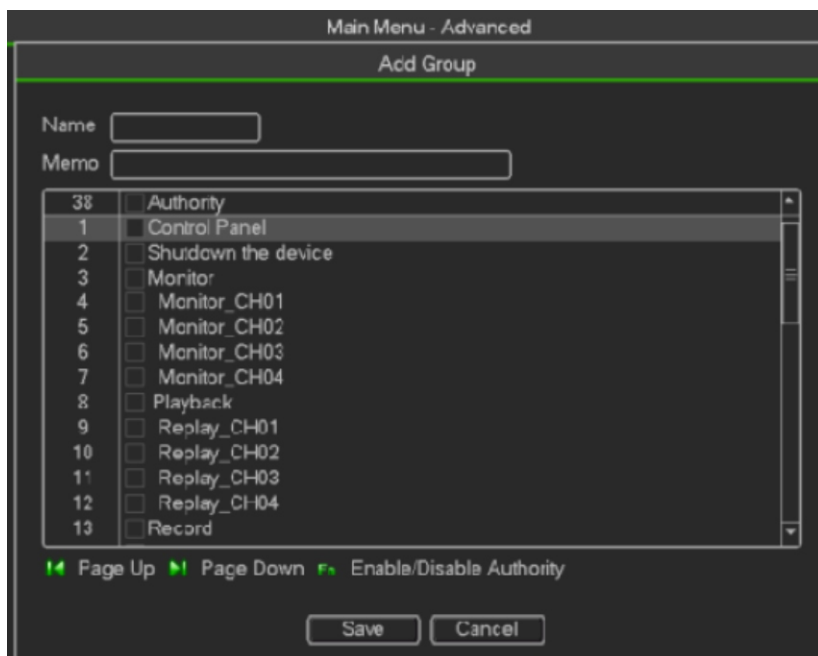 Main Menu - Advanced
Add Group
Name
Memo
38 Authority
1 Control Panel
2 Shutdown the device
3 Monitor
4 Monitor_CH01
5 Monitor_CH02
6 Monitor_CH03
7 Monitor_CH04
8 Playback
9 Replay_CH01
10 Replay_CH02
11 Replay_CH03
12 Replay_CH04
13 Record
Page Up Page Down Fn Enable/Disable Authority
Save Cancel